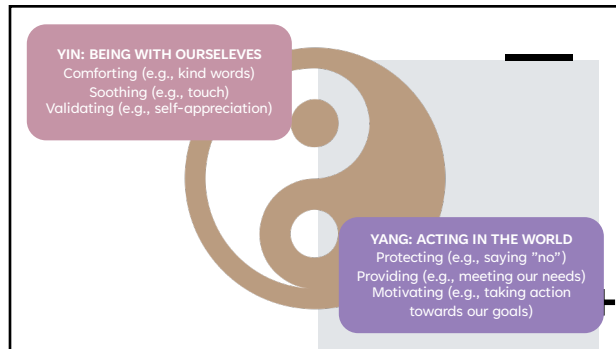 YIN: BEING WITH OURSELEVES
Comforting (e.g., kind words)
Soothing (e.g., touch)
Validating (e.g., self-appreciation)
YANG: ACTING IN THE WORLD
Protecting (e.g., saying ”no”)
Providing (e.g., meeting our needs)
Motivating (e.g., taking action
towards our goals)